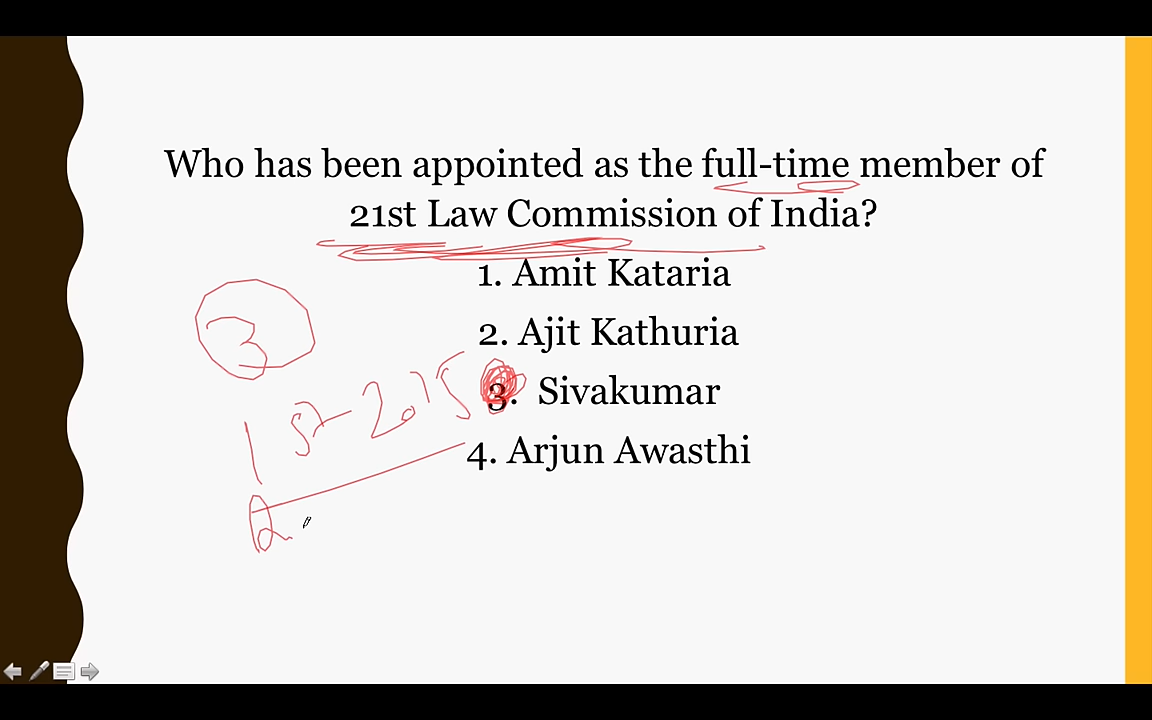 Who has been appointed as the full-time member of
21st Law Commission of India?
1. Amit Kataria
2. Ajit Kathuria
3
3. Sivakumar
1st-2015
4. Arjun Awasthi